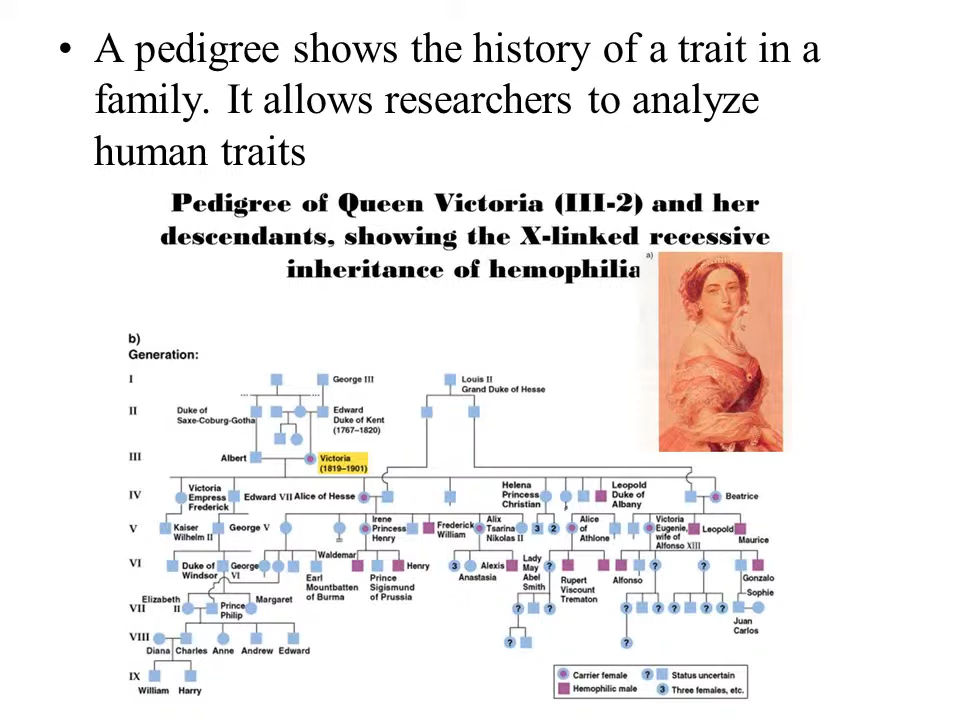 • A pedigree shows the history of a trait in a
family. It allows researchers to analyze
human traits
Pedigree of Queen Victoria (III-2) and her
descendants, showing the X-linked recessive
inheritance of hemophilia
a)
b)
Generation:
I
George III
Louis II
Grand Duke of Hesse
II
Duke of
Saxe-Coburg-Gotha
Edward
Duke of Kent
(1767–1820)
III
Albert
Victoria
(1819–1901)
IV
Victoria
Empress
Frederick
Edward VII
Alice of Hesse
Helena
Princess
Christian
Leopold
Duke of
Albany
Beatrice
V
Kaiser
Wilhelm II
George V
Irene
Princess
Henry
Frederick
William
Alix
Tsarina
Nikolas II
3
2
Alice
of
Athlone
Victoria
Eugenie,
wife of
Alfonso XIII
Leopold
Maurice
VI
Duke of
Windsor
George
VI
Earl
Mountbatten
of Burma
Waldemar
Prince
Sigismund
of Prussia
Henry
3
Anastasia
Alexis
Lady
May
Abel
Smith
?
Rupert
Viscount
Trematon
Alfonso
?
?
Gonzalo
VII
Elizabeth
II
Prince
Philip
Margaret
?
?
?
?
?
?
?
Juan
Carlos
Sophie
VIII
Diana
Charles
Anne
Andrew
Edward
?
?
IX
William
Harry
Carrier female
Hemophilic male
? Status uncertain
3 Three females, etc.